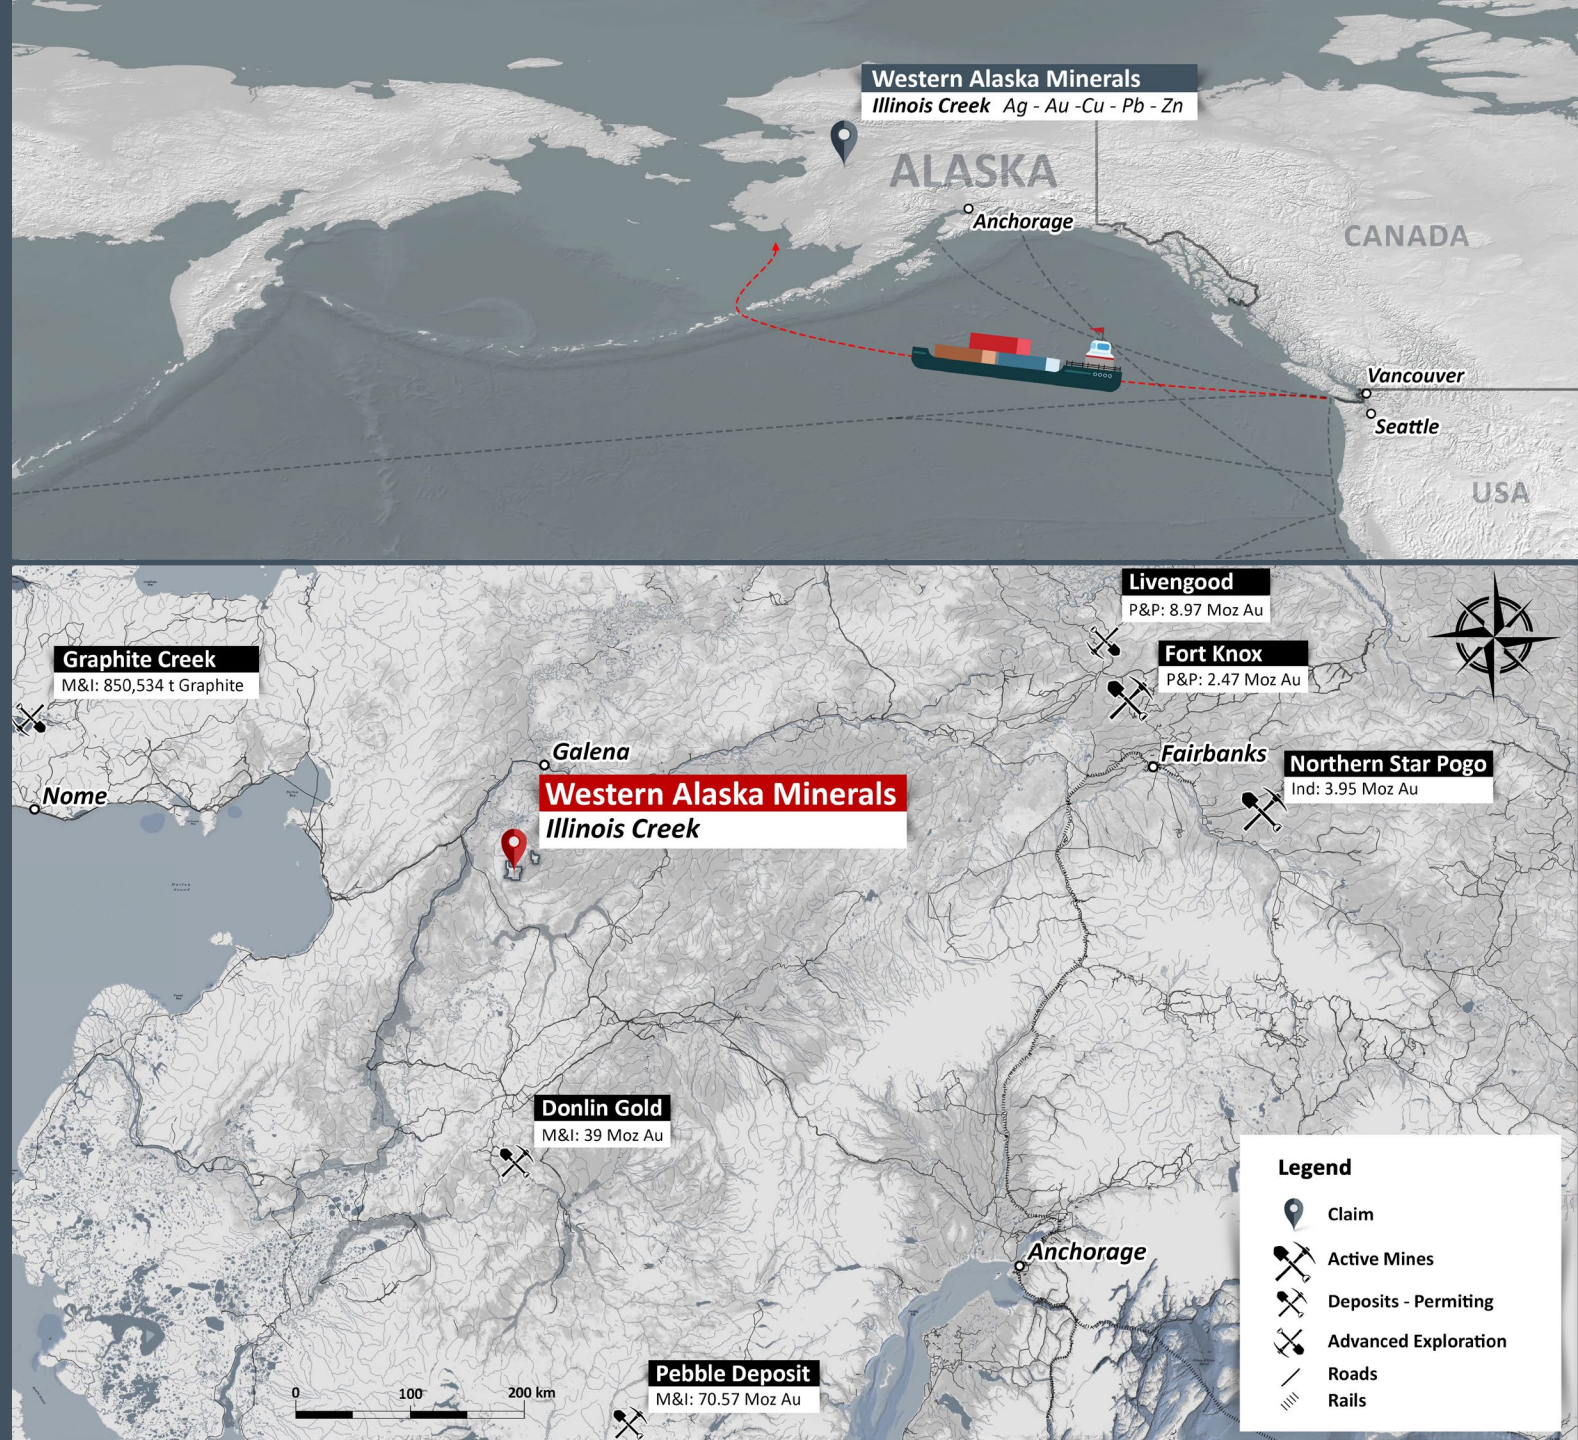 Western Alaska Minerals
Illinois Creek Ag - Au -Cu - Pb - Zn
ALASKA
Anchorage
CANADA
Vancouver
Seattle
USA
Livengood
P&P: 8.97 Moz Au
Graphite Creek
M&I: 850,534 t Graphite
Fort Knox
P&P: 2.47 Moz Au
Galena
Fairbanks
Northern Star Pogo
Ind: 3.95 Moz Au
Nome
Western Alaska Minerals
Illinois Creek
Donlin Gold
M&I: 39 Moz Au
Anchorage
Pebble Deposit
M&I: 70.57 Moz Au
0 100 200 km
Legend
Claim
Active Mines
Deposits - Permiting
Advanced Exploration
Roads
Rails